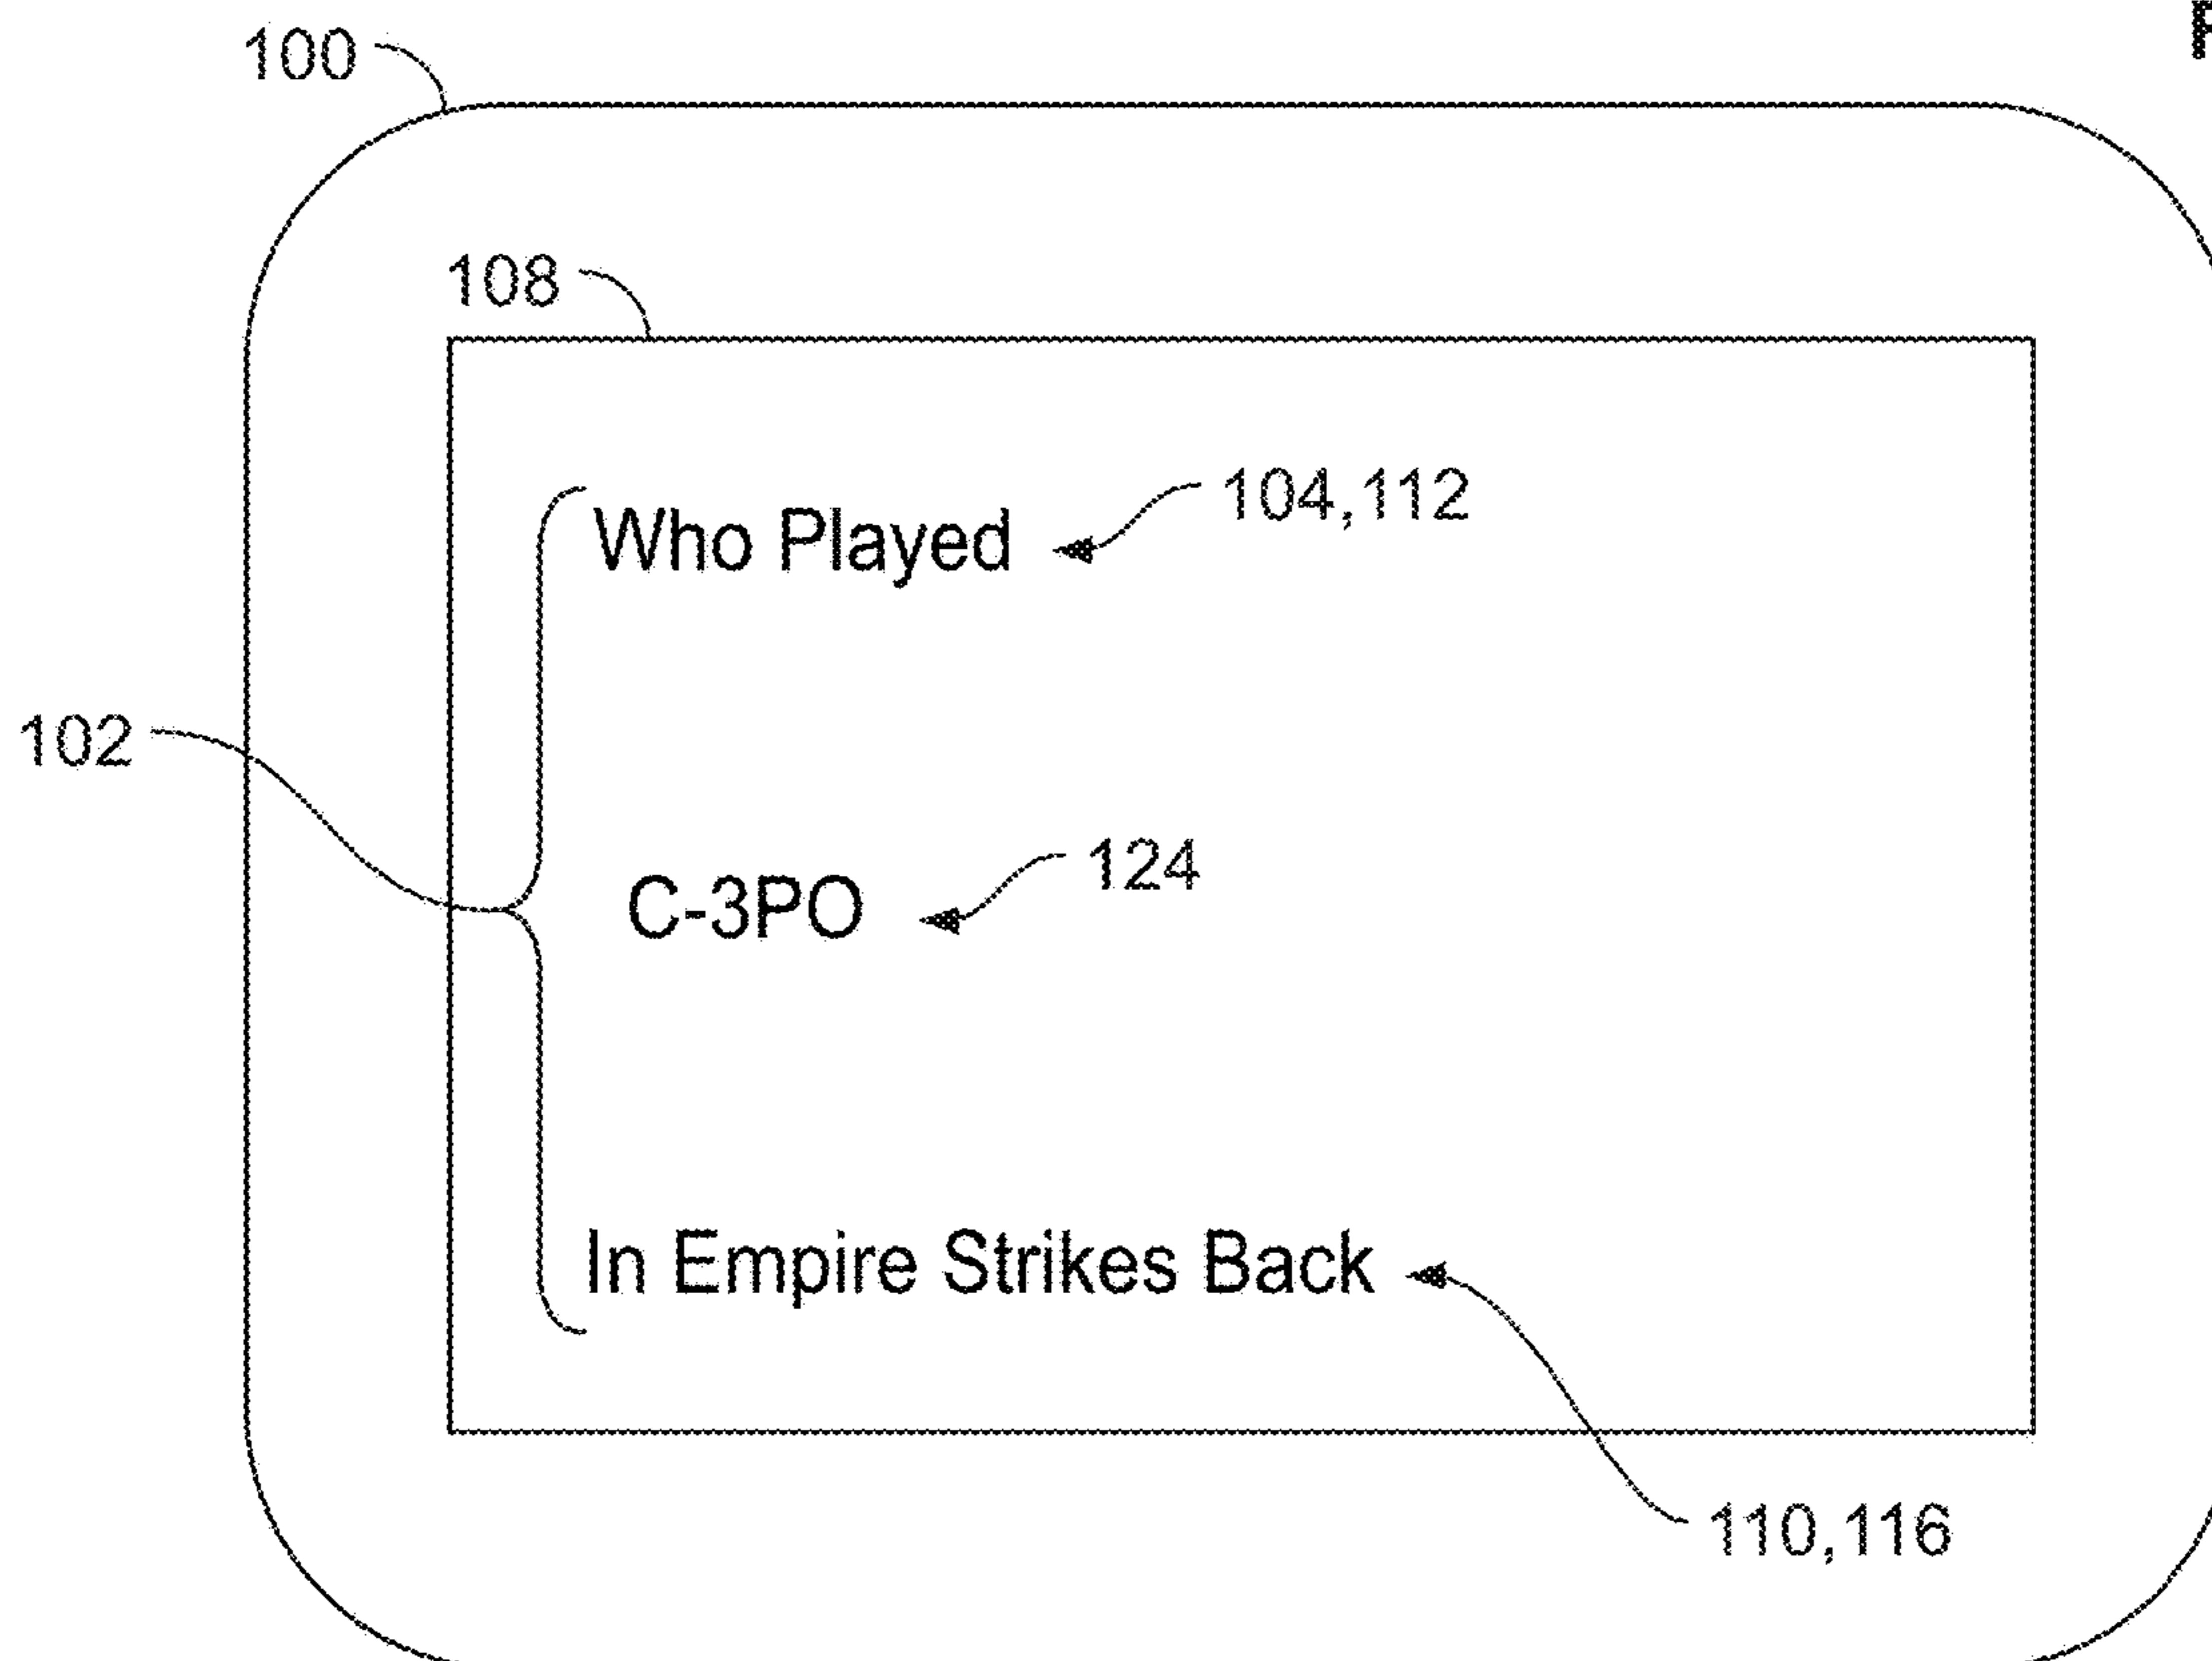 100
108
Who Played
104,112
102
C-3PO
124
In Empire Strikes Back
110,116